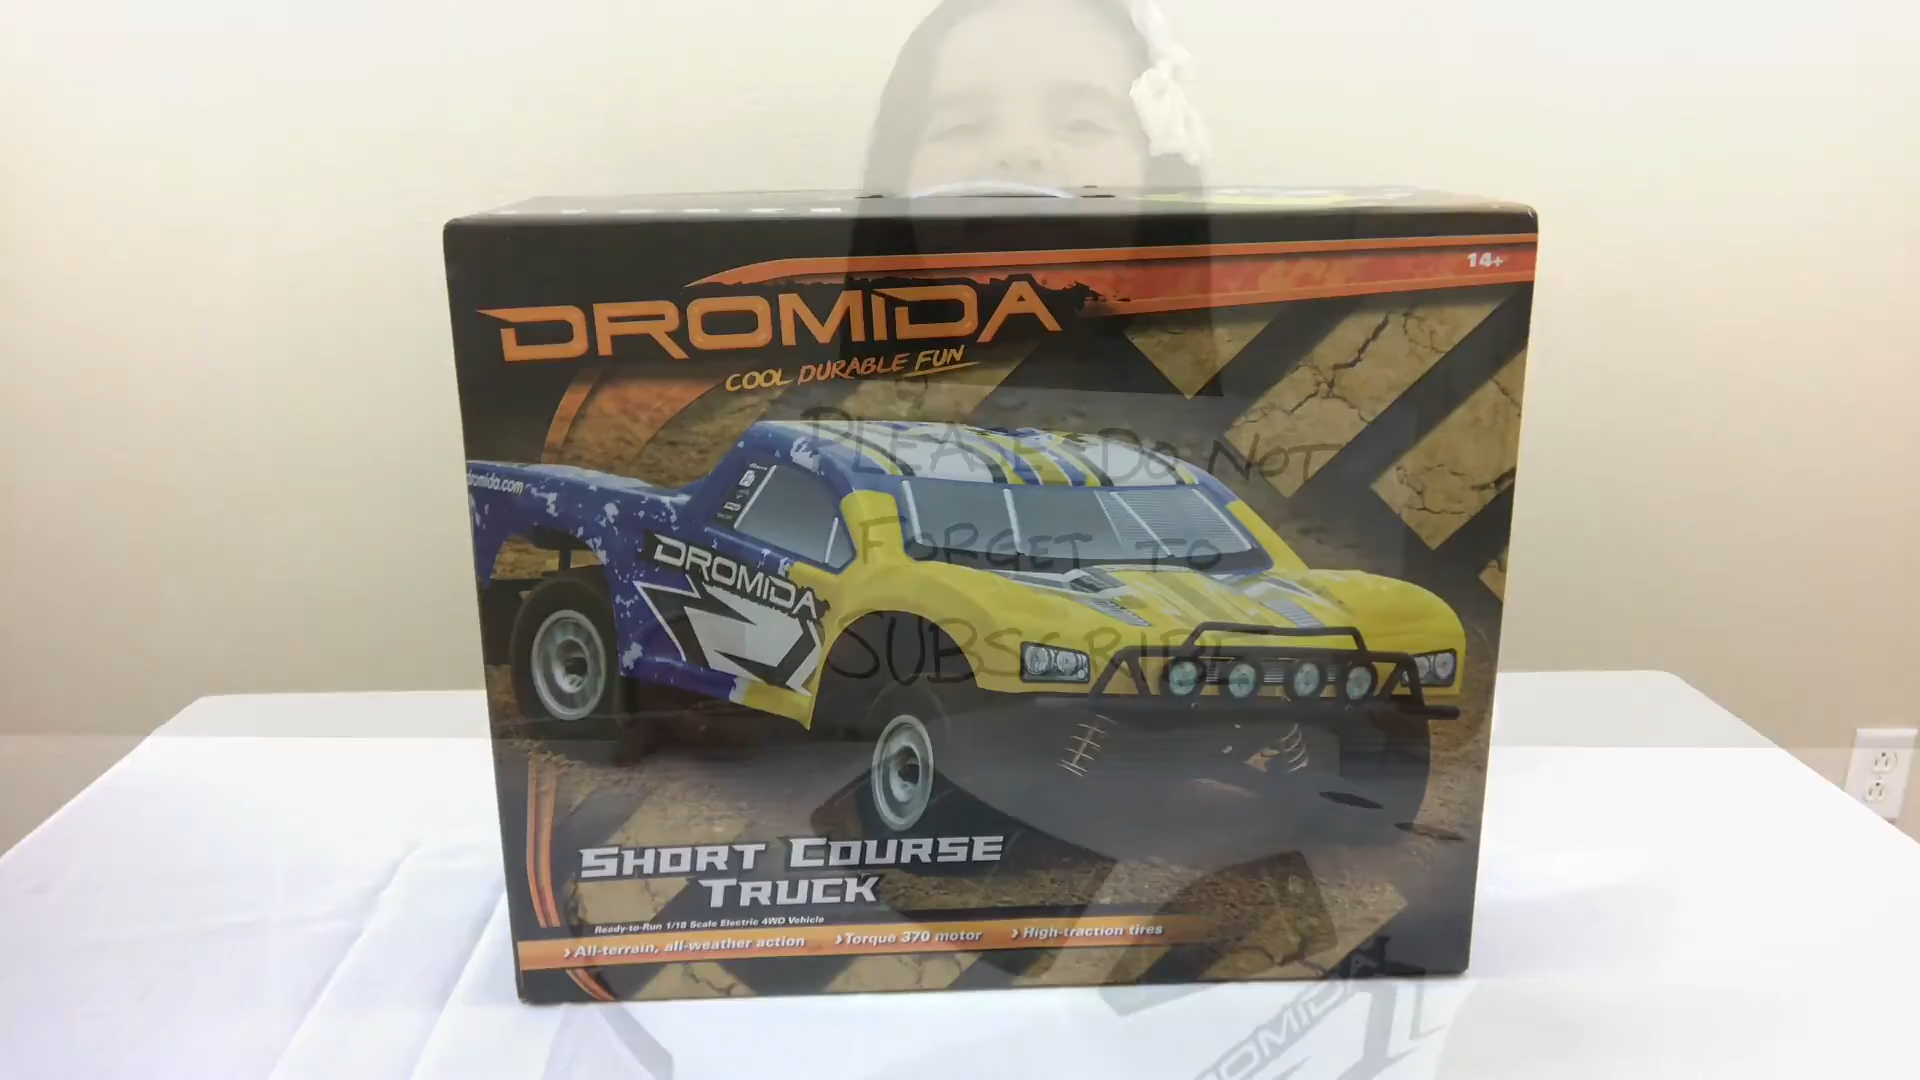 14+
DROMIDA
COOL DURABLE FUN
PLEASE DO NOT
FORGET TO
SUBSCRIBE
dromida.com
DROMIDA
SHORT COURSE
TRUCK
Ready-to-Run 1/18 Scale Electric 4WD Vehicle
›All-terrain, all-weather action ›Torque 370 motor ›High-traction tires
DROMIDA